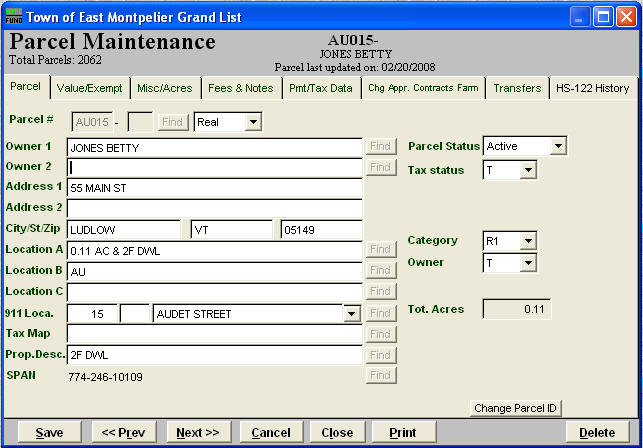 FUND Town of East Montpelier Grand List
Parcel Maintenance
Total Parcels: 2062
AU015-
JONES BETTY
Parcel last updated on: 02/20/2008
Parcel Value/Exempt Misc/Acres Fees & Notes Pmt/Tax Data Chg Appr. Contracts Farm Transfers HS-122 History
Parcel # AU015 - Find Real
Owner 1 JONES BETTY Find Parcel Status Active
Owner 2 Find Tax status T
Address 1 55 MAIN ST
Address 2
City/St/Zip LUDLOW VT 05149
Location A 0.11 AC & 2F DWL Find Category R1
Location B AU Find Owner T
Location C Find
911 Loca. 15 AUDET STREET Find Tot. Acres 0.11
Tax Map Find
Prop.Desc. 2F DWL Find
SPAN 774-246-10109 Find
Change Parcel ID
Save << Prev Next >> Cancel Close Print Delete